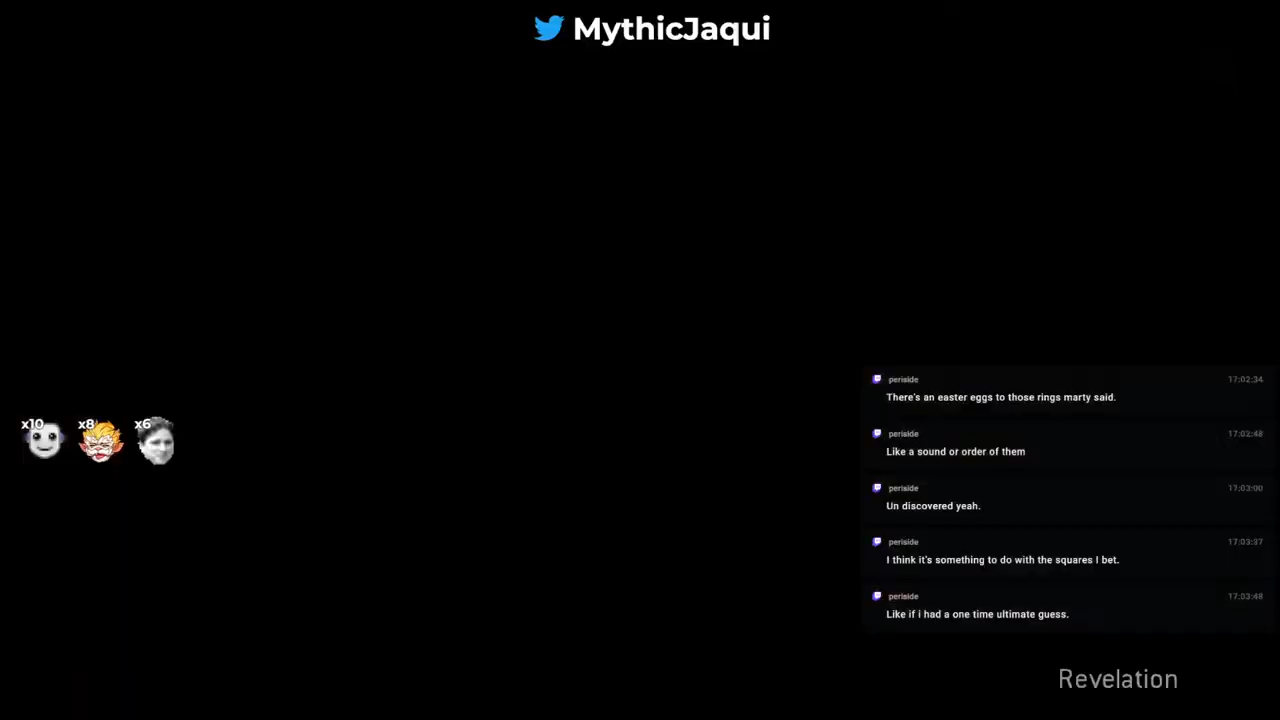 MythicJaqui
periside 17:02:34
There's an easter eggs to those rings marty said.
periside 17:02:48
Like a sound or order of them
periside 17:03:00
Un discovered yeah.
periside 17:03:37
I think it's something to do with the squares I bet.
periside 17:03:48
Like if i had a one time ultimate guess.
x10 x8 x6
Revelation